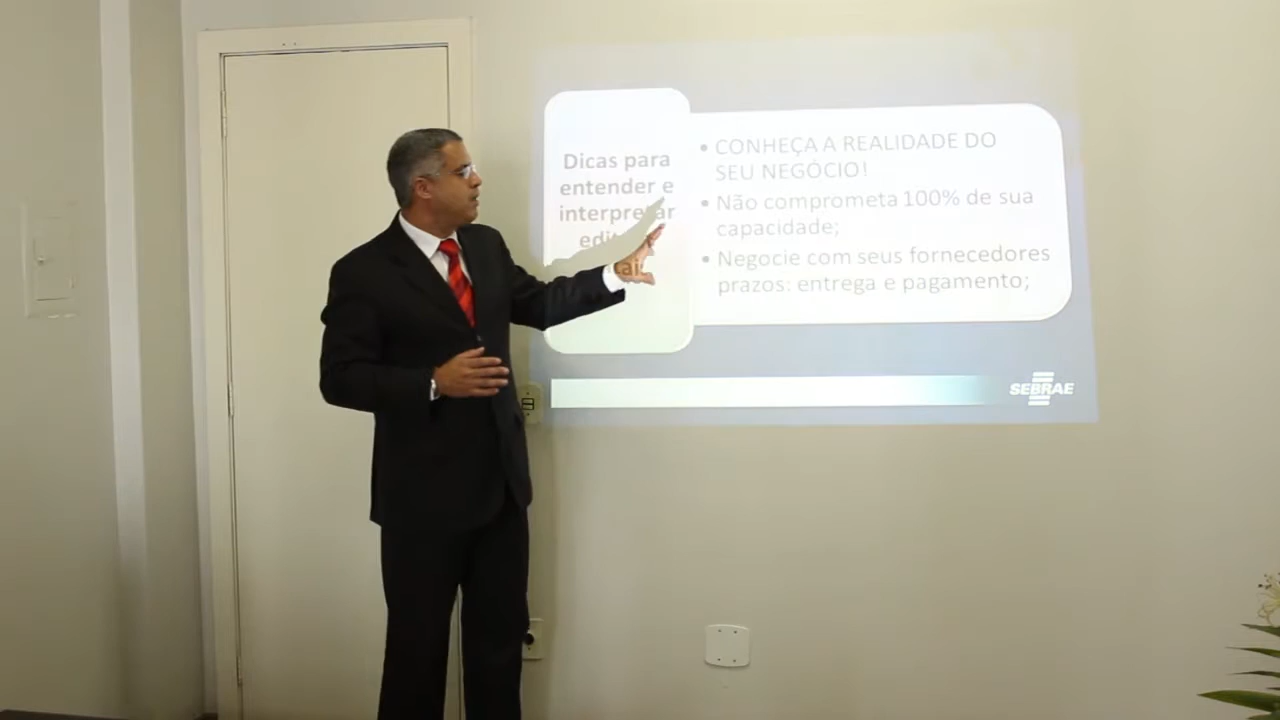 Dicas para
entender e
interpretar
• CONHEÇA A REALIDADE DO
SEU NEGÓCIO!
• Não comprometa 100% de sua
capacidade;
• Negocie com seus fornecedores
prazos: entrega e pagamento;
SEBRAE